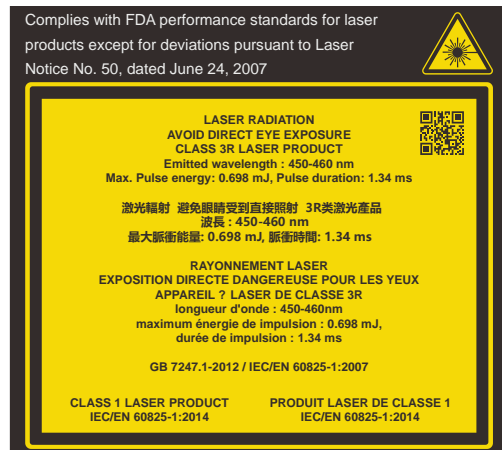 Complies with FDA performance standards for laser
products except for deviations pursuant to Laser
Notice No. 50, dated June 24, 2007
LASER RADIATION
AVOID DIRECT EYE EXPOSURE
CLASS 3R LASER PRODUCT
Emitted wavelength : 450-460 nm
Max. Pulse energy: 0.698 mJ, Pulse duration: 1.34 ms
激光輻射 避免眼睛受到直接照射 3R类激光產品
波長 : 450-460 nm
最大脈衝能量: 0.698 mJ, 脈衝時間: 1.34 ms
RAYONNEMENT LASER
EXPOSITION DIRECTE DANGEREUSE POUR LES YEUX
APPAREIL ? LASER DE CLASSE 3R
longueur d'onde : 450-460nm
maximum énergie de impulsion : 0.698 mJ,
durée de impulsion : 1.34 ms
GB 7247.1-2012 / IEC/EN 60825-1:2007
CLASS 1 LASER PRODUCT PRODUIT LASER DE CLASSE 1
IEC/EN 60825-1:2014 IEC/EN 60825-1:2014